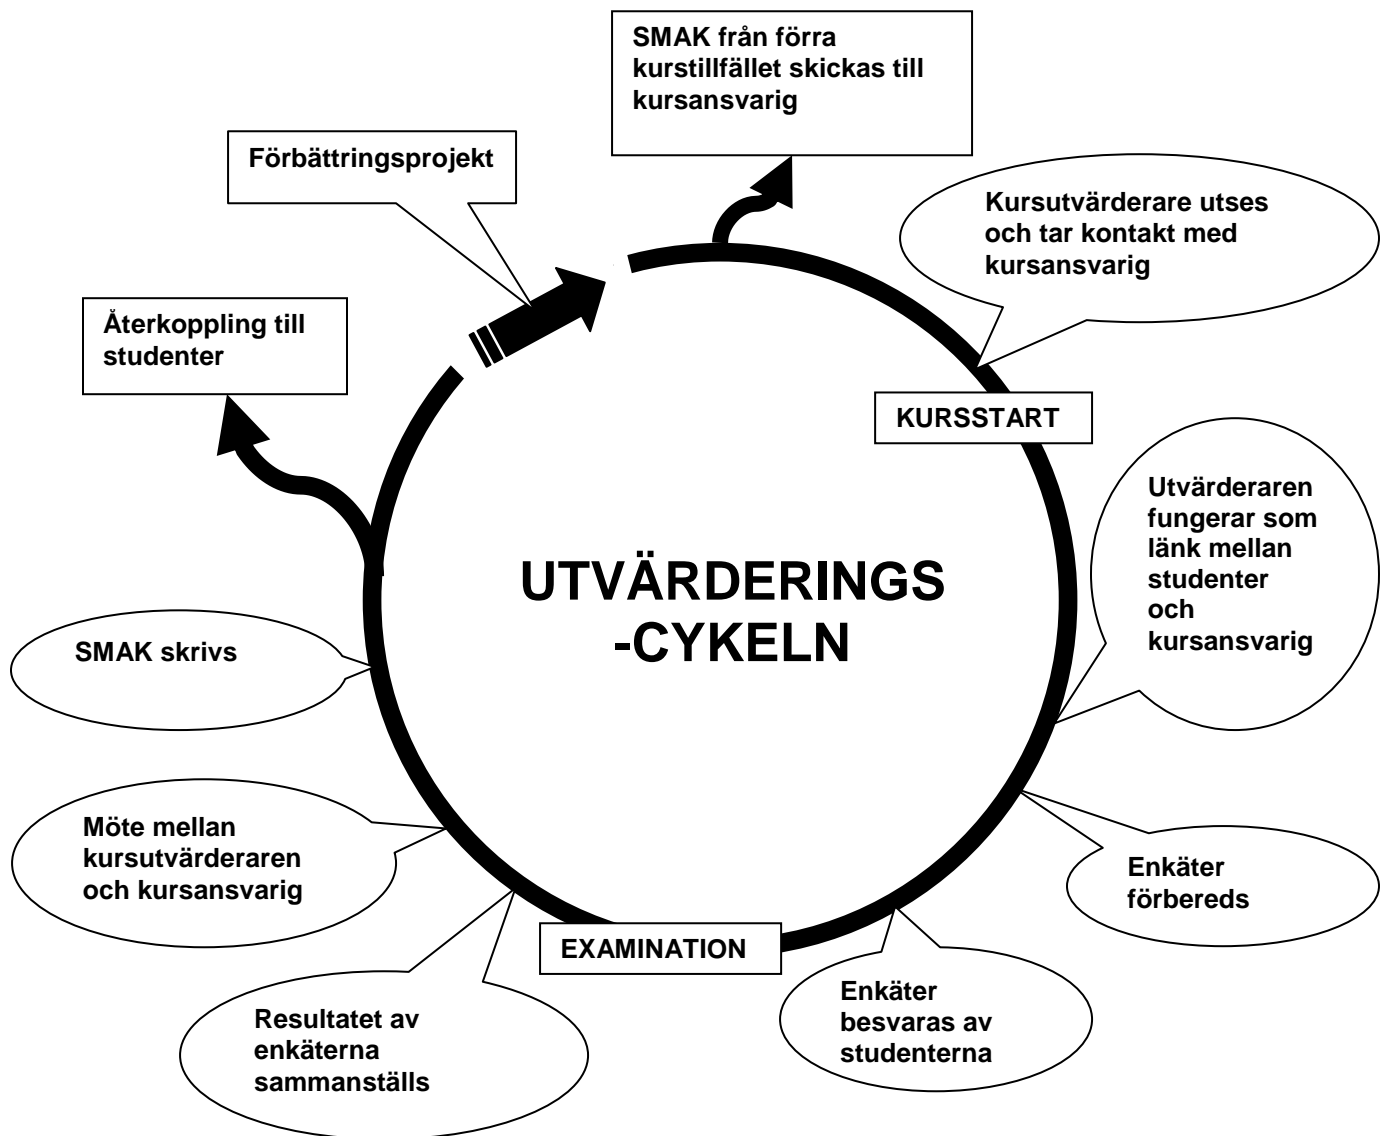 SMAK från förra
kurstillfället skickas till
kursansvarig
Förbättringsprojekt
Kursutvärderare utses
och tar kontakt med
kursansvarig
Återkoppling till
studenter
KURSSTART
Utvärderaren
fungerar som
länk mellan
studenter
och
kursansvarig
UTVÄRDERINGS
-CYKELN
SMAK skrivs
Möte mellan
kursutvärderaren
och kursansvarig
Enkäter
förbereds
EXAMINATION
Enkäter
besvaras av
studenterna
Resultatet av
enkäterna
sammanställs